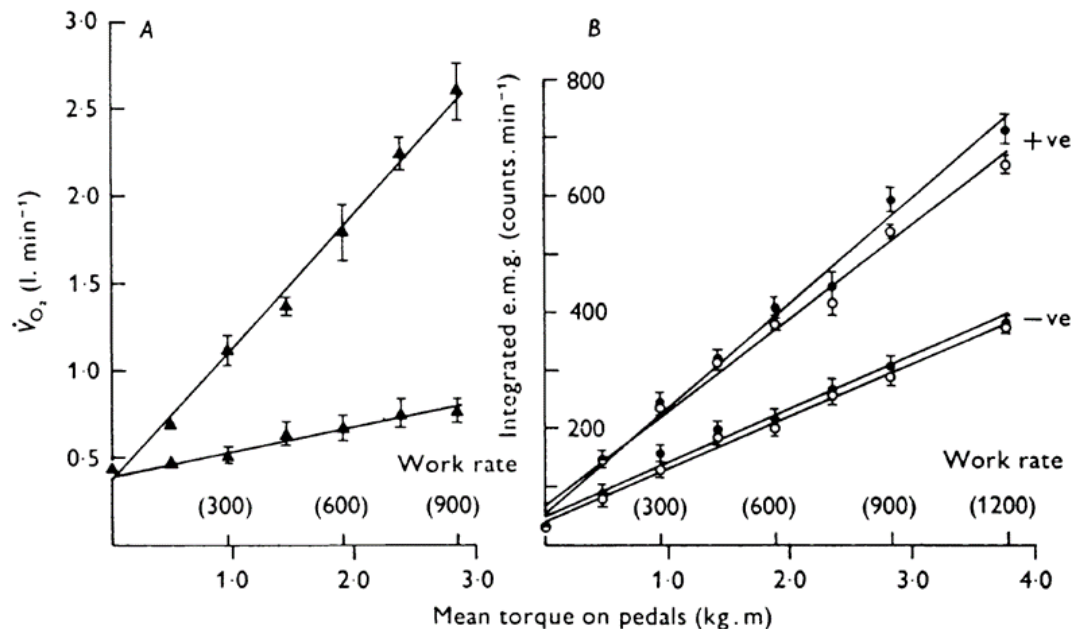 A
3·0
2·5
2·0
1·5
1·0
0·5
V̇O₂ (l. min⁻¹)
Work rate
(300) (600) (900)
1·0 2·0 3·0
B
800
600
400
200
Integrated e.m.g. (counts. min⁻¹)
+ve
−ve
Work rate
(300) (600) (900) (1200)
1·0 2·0 3·0 4·0
Mean torque on pedals (kg. m)